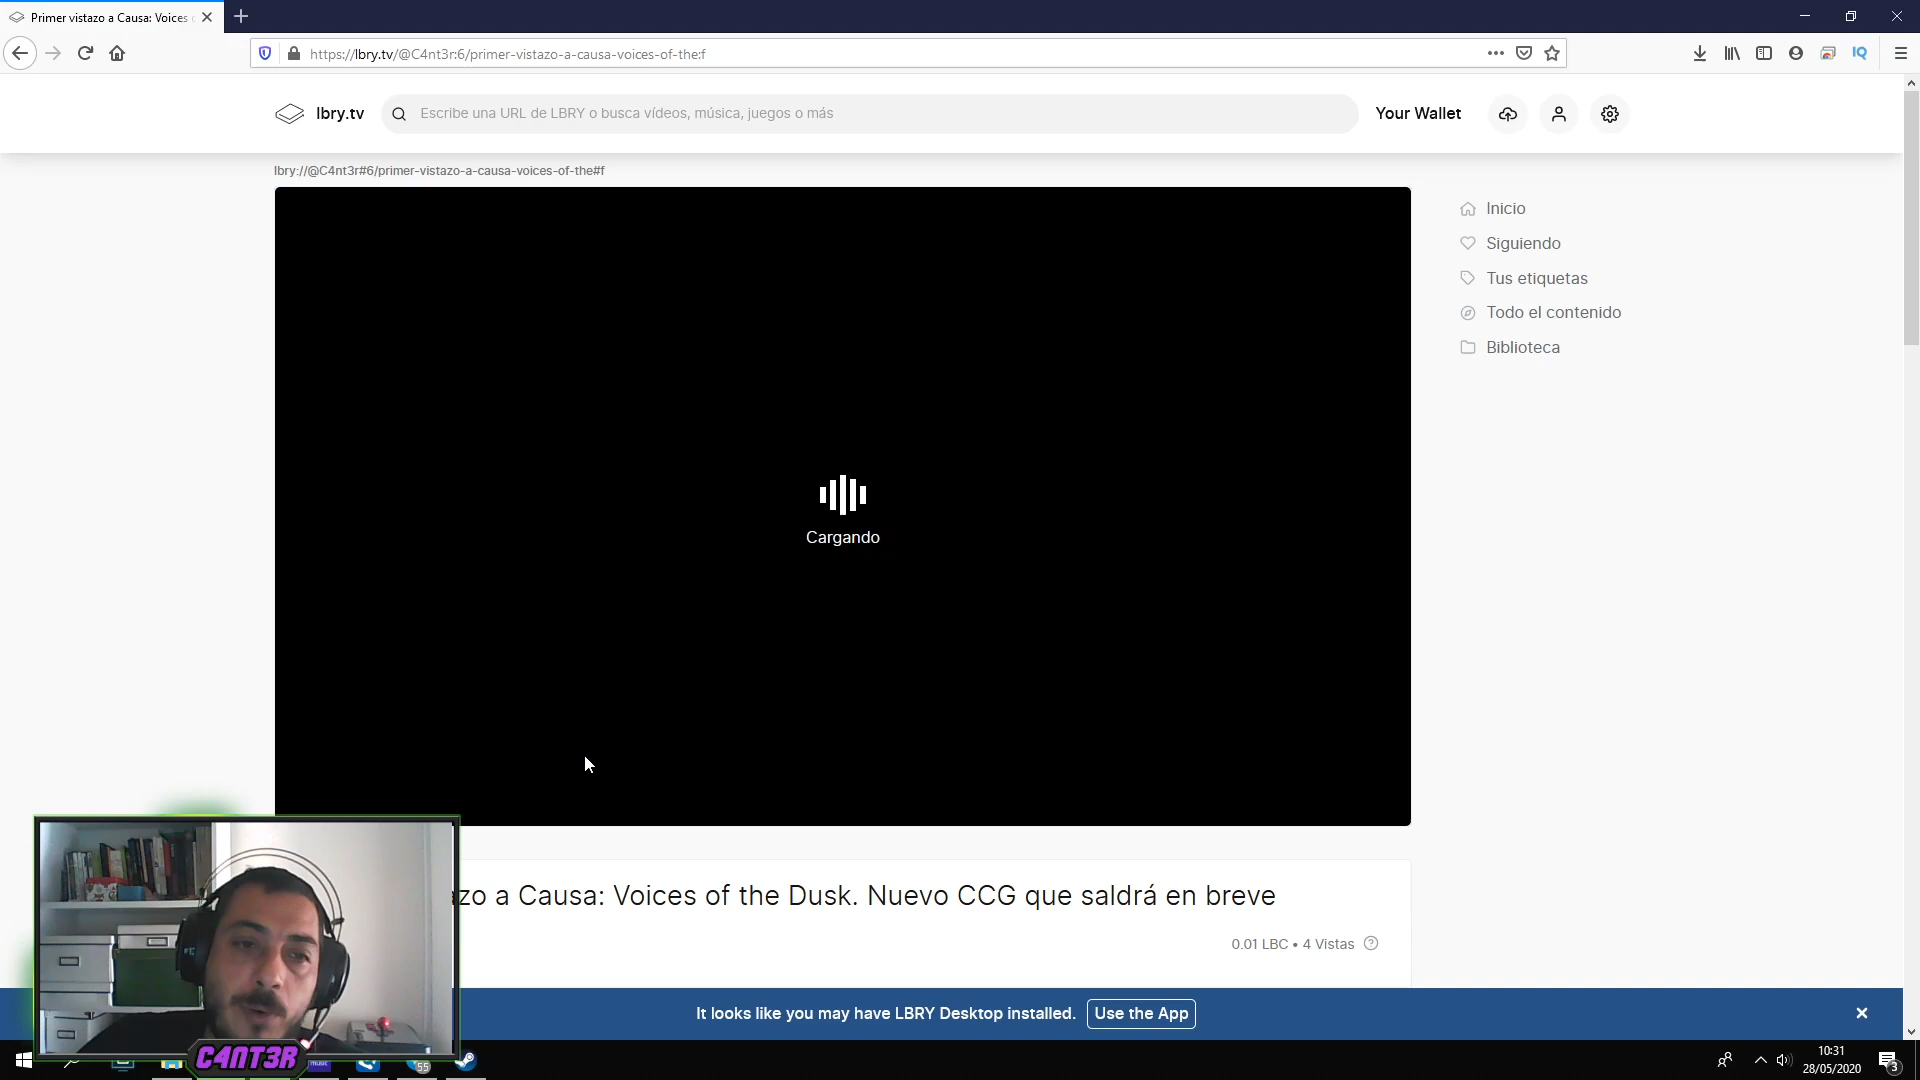 Primer vistazo a Causa: Voices
https://lbry.tv/@C4nt3r:6/primer-vistazo-a-causa-voices-of-the:f
IQ
lbry.tv
Escribe una URL de LBRY o busca vídeos, música, juegos o más
Your Wallet
lbry://@C4nt3r#6/primer-vistazo-a-causa-voices-of-the#f
Inicio
Siguiendo
Tus etiquetas
Todo el contenido
Biblioteca
Cargando
zo a Causa: Voices of the Dusk. Nuevo CCG que saldrá en breve
0.01 LBC • 4 Vistas
It looks like you may have LBRY Desktop installed.
Use the App
C4NT3R
music
55
10:31
28/05/2020
3